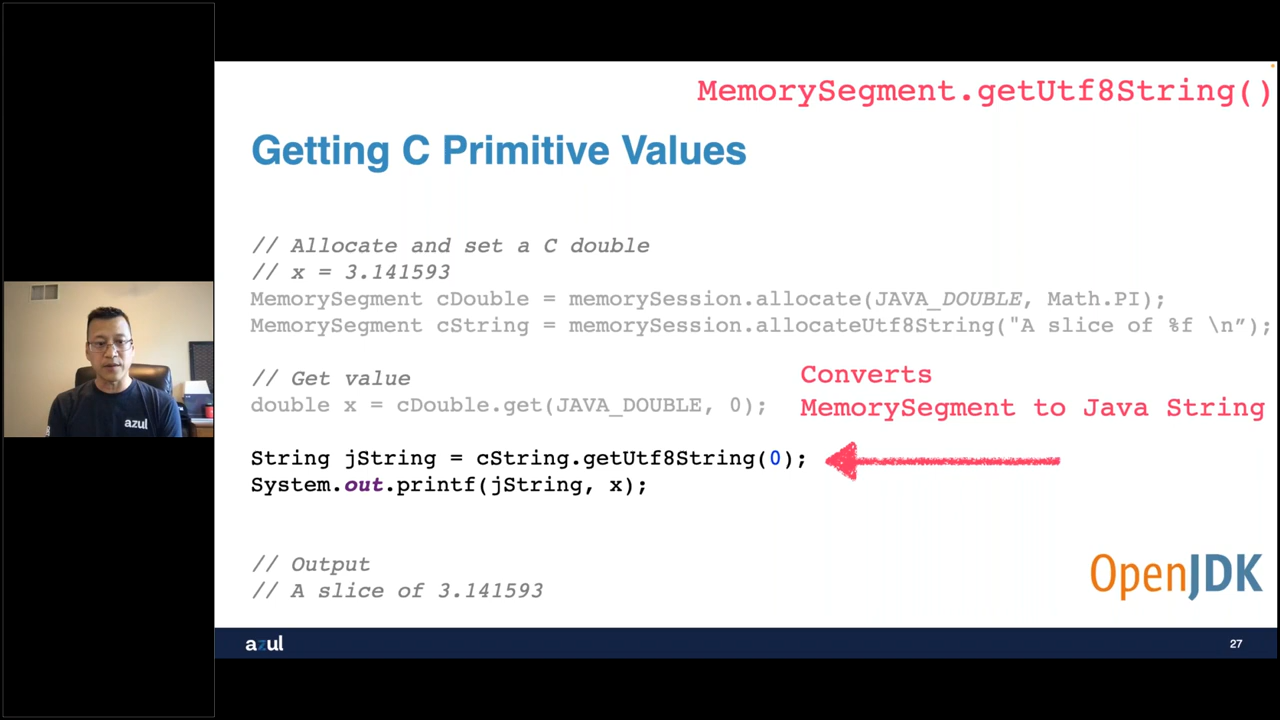 MemorySegment.getUtf8String()
Getting C Primitive Values
// Allocate and set a C double
// x = 3.141593
MemorySegment cDouble = memorySession.allocate(JAVA_DOUBLE, Math.PI);
MemorySegment cString = memorySession.allocateUtf8String("A slice of %f \n”);
// Get value
double x = cDouble.get(JAVA_DOUBLE, 0);
Converts
MemorySegment to Java String
String jString = cString.getUtf8String(0);
System.out.printf(jString, x);
// Output
// A slice of 3.141593
OpenJDK
azul
27
azul